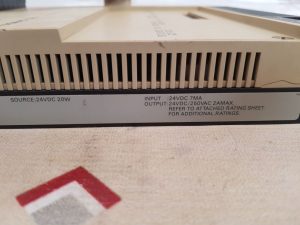 SOURCE:24VDC 20W
INPUT :24VDC 7MA
OUTPUT:24VDC/250VAC 2AMAX.
REFER TO ATTACHED RATING SHEET
FOR ADDITIONAL RATINGS.